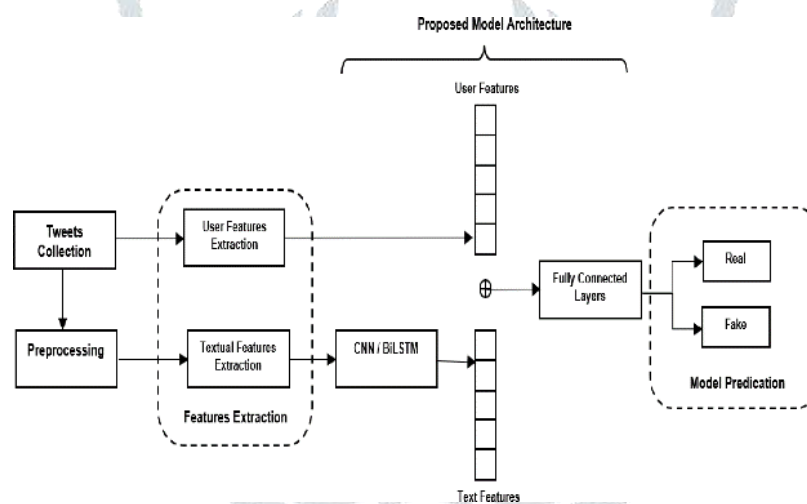 Proposed Model Architecture
User Features
Tweets
Collection
User Features
Extraction
Fully Connected
Layers
Real
Fake
Preprocessing
Textual Features
Extraction
CNN / BiLSTM
Features Extraction
Model Predication
Text Features